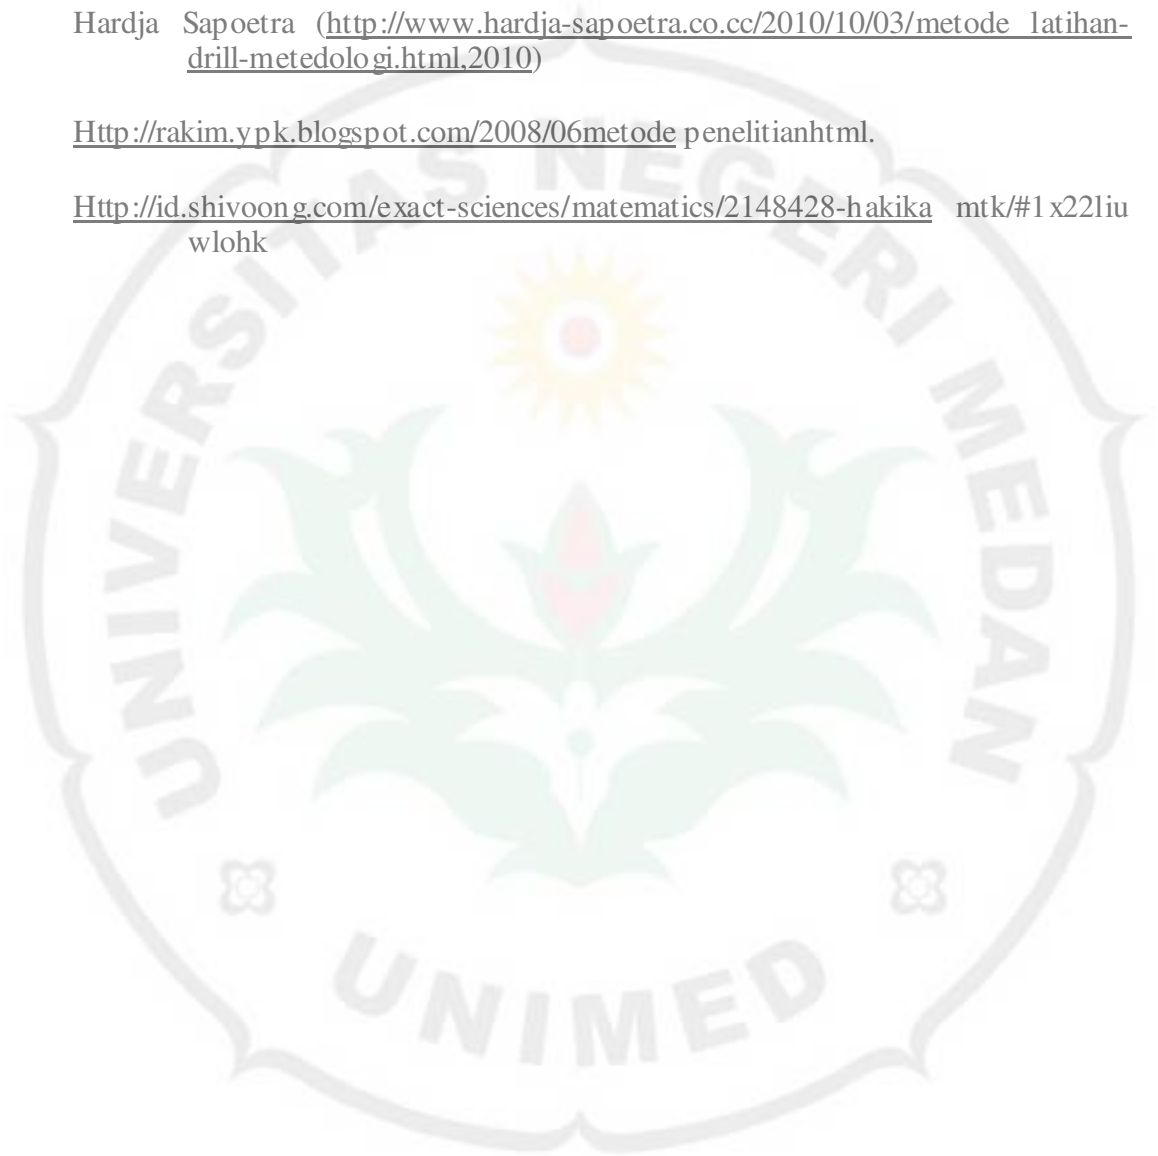 Hardja Sapoetra (http://www.hardja-sapoetra.co.cc/2010/10/03/metode latihan-
drill-metedologi.html,2010)
Http://rakim.ypk.blogspot.com/2008/06metode penelitianhtml.
Http://id.shivoong.com/exact-sciences/matematics/2148428-hakika mtk/#1x22liu
wlohk
UNIVERSITAS NEGERI MEDAN
UNIMED